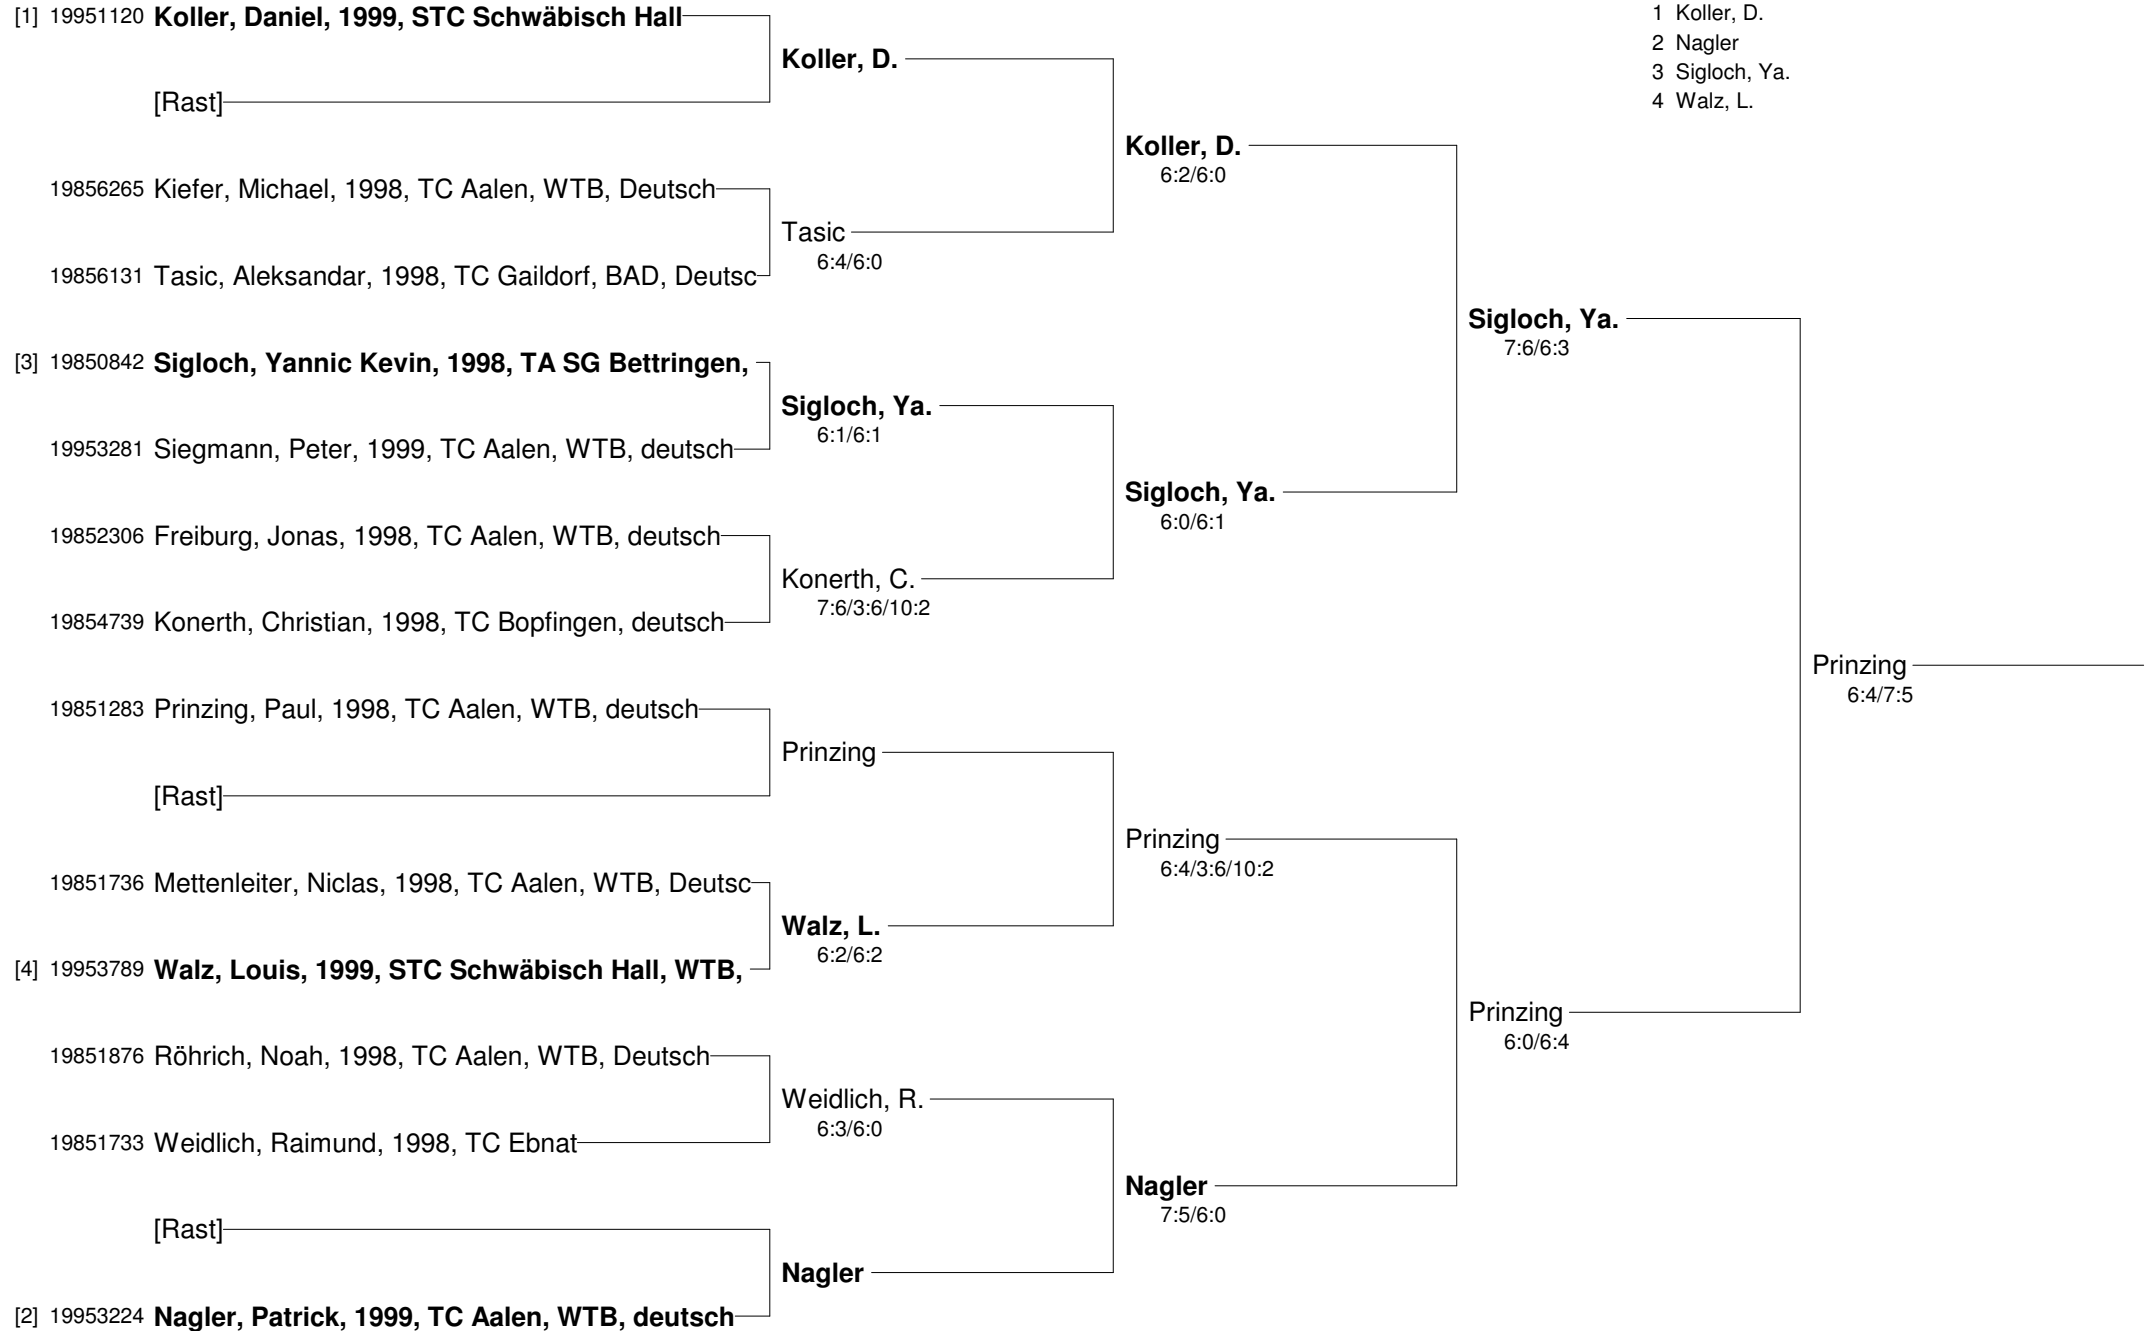 [1] 19951120 Koller, Daniel, 1999, STC Schwäbisch Hall
[Rast]
19856265 Kiefer, Michael, 1998, TC Aalen, WTB, Deutsch
19856131 Tasic, Aleksandar, 1998, TC Gaildorf, BAD, Deutsc
[3] 19850842 Sigloch, Yannic Kevin, 1998, TA SG Bettringen,
19953281 Siegmann, Peter, 1999, TC Aalen, WTB, deutsch
19852306 Freiburg, Jonas, 1998, TC Aalen, WTB, deutsch
19854739 Konerth, Christian, 1998, TC Bopfingen, deutsch
19851283 Prinzing, Paul, 1998, TC Aalen, WTB, deutsch
[Rast]
19851736 Mettenleiter, Niclas, 1998, TC Aalen, WTB, Deutsc
[4] 19953789 Walz, Louis, 1999, STC Schwäbisch Hall, WTB,
19851876 Röhrich, Noah, 1998, TC Aalen, WTB, Deutsch
19851733 Weidlich, Raimund, 1998, TC Ebnat
[Rast]
[2] 19953224 Nagler, Patrick, 1999, TC Aalen, WTB, deutsch
Koller, D.
Tasic
6:4/6:0
Sigloch, Ya.
6:1/6:1
Konerth, C.
7:6/3:6/10:2
Prinzing
Walz, L.
6:2/6:2
Weidlich, R.
6:3/6:0
Nagler
Koller, D.
6:2/6:0
Sigloch, Ya.
6:0/6:1
Prinzing
6:4/3:6/10:2
Nagler
7:5/6:0
Sigloch, Ya.
7:6/6:3
Prinzing
6:0/6:4
Prinzing
6:4/7:5
1 Koller, D.
2 Nagler
3 Sigloch, Ya.
4 Walz, L.